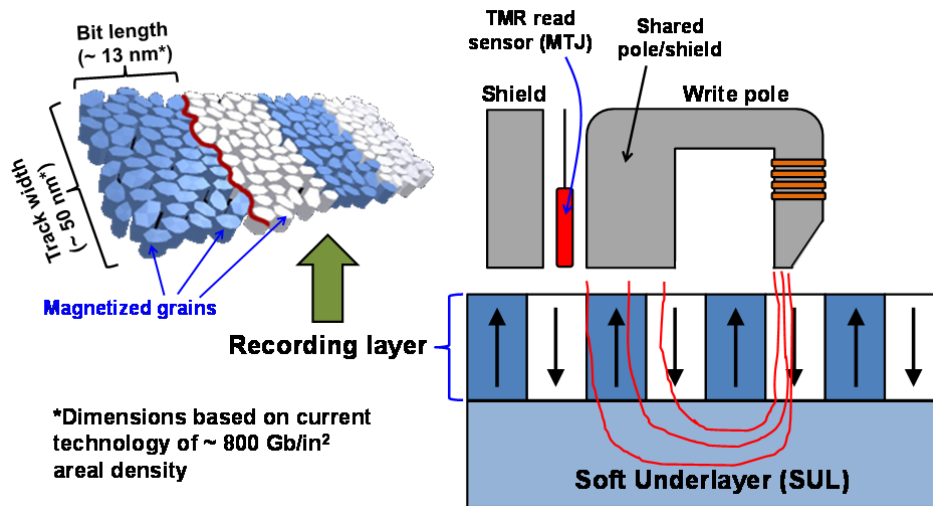 Bit length
(~ 13 nm*)
Track width
(~ 50 nm*)
Magnetized grains
TMR read
sensor (MTJ)
Shared
pole/shield
Shield
Write pole
Recording layer
*Dimensions based on current
technology of ~ 800 Gb/in²
areal density
Soft Underlayer (SUL)